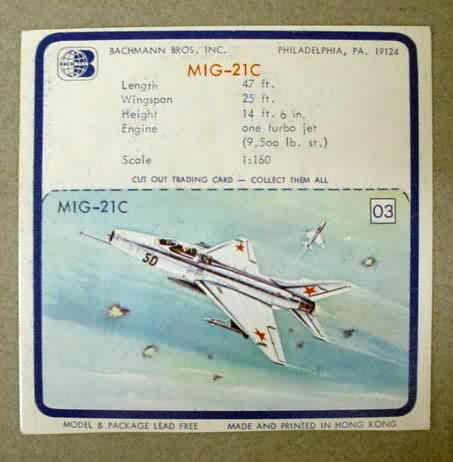 BACHMANN BROS., INC. PHILADELPHIA, PA. 19124
BACHMANN
MIG-21C
Length 47 ft.
Wingspan 25 ft.
Height 14 ft. 6 in.
Engine one turbo jet
(9,500 lb. st.)
Scale 1:160
CUT OUT TRADING CARD — COLLECT THEM ALL
MIG-21C 03
50
MODEL & PACKAGE LEAD FREE MADE AND PRINTED IN HONG KONG